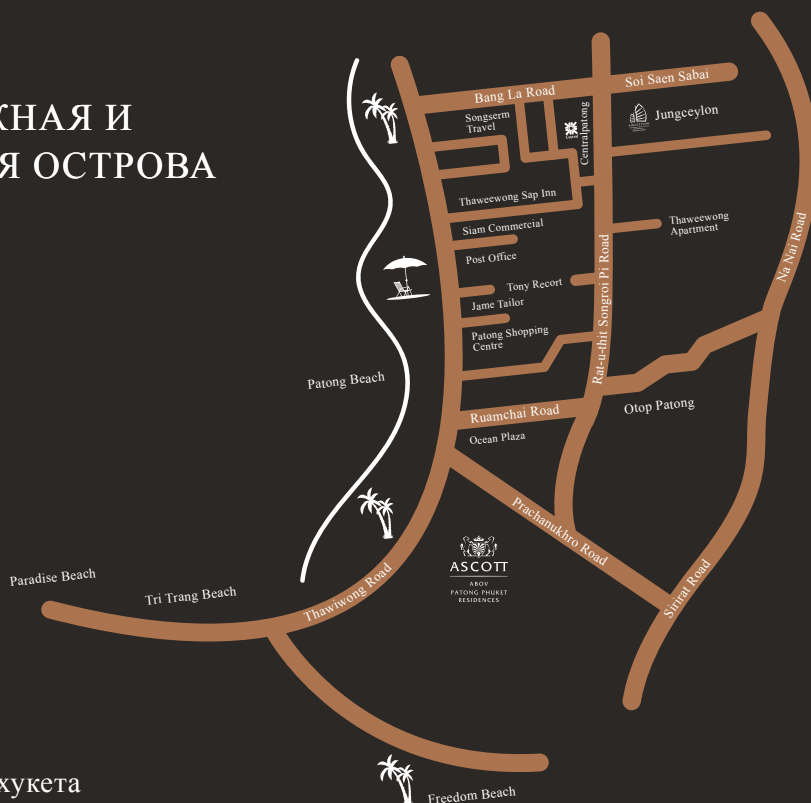 КНАЯ И
Я ОСТРОВА
Soi Saen Sabai
Bang La Road
Songserm
Travel
Centralpatong
Jungceylon
Thaweewong Sap Inn
Siam Commercial
Thaweewong
Apartment
Post Office
Na Nai Road
Tony Recort
Jame Tailor
Rat-u-thit Songroi Pi Road
Patong Shopping
Centre
Patong Beach
Ruamchai Road
Otop Patong
Ocean Plaza
Prachanukhro Road
ASCOTT
ABOV
PATONG PHUKET
RESIDENCES
Paradise Beach
Tri Trang Beach
Thawiwong Road
Sirirat Road
хукета
Freedom Beach